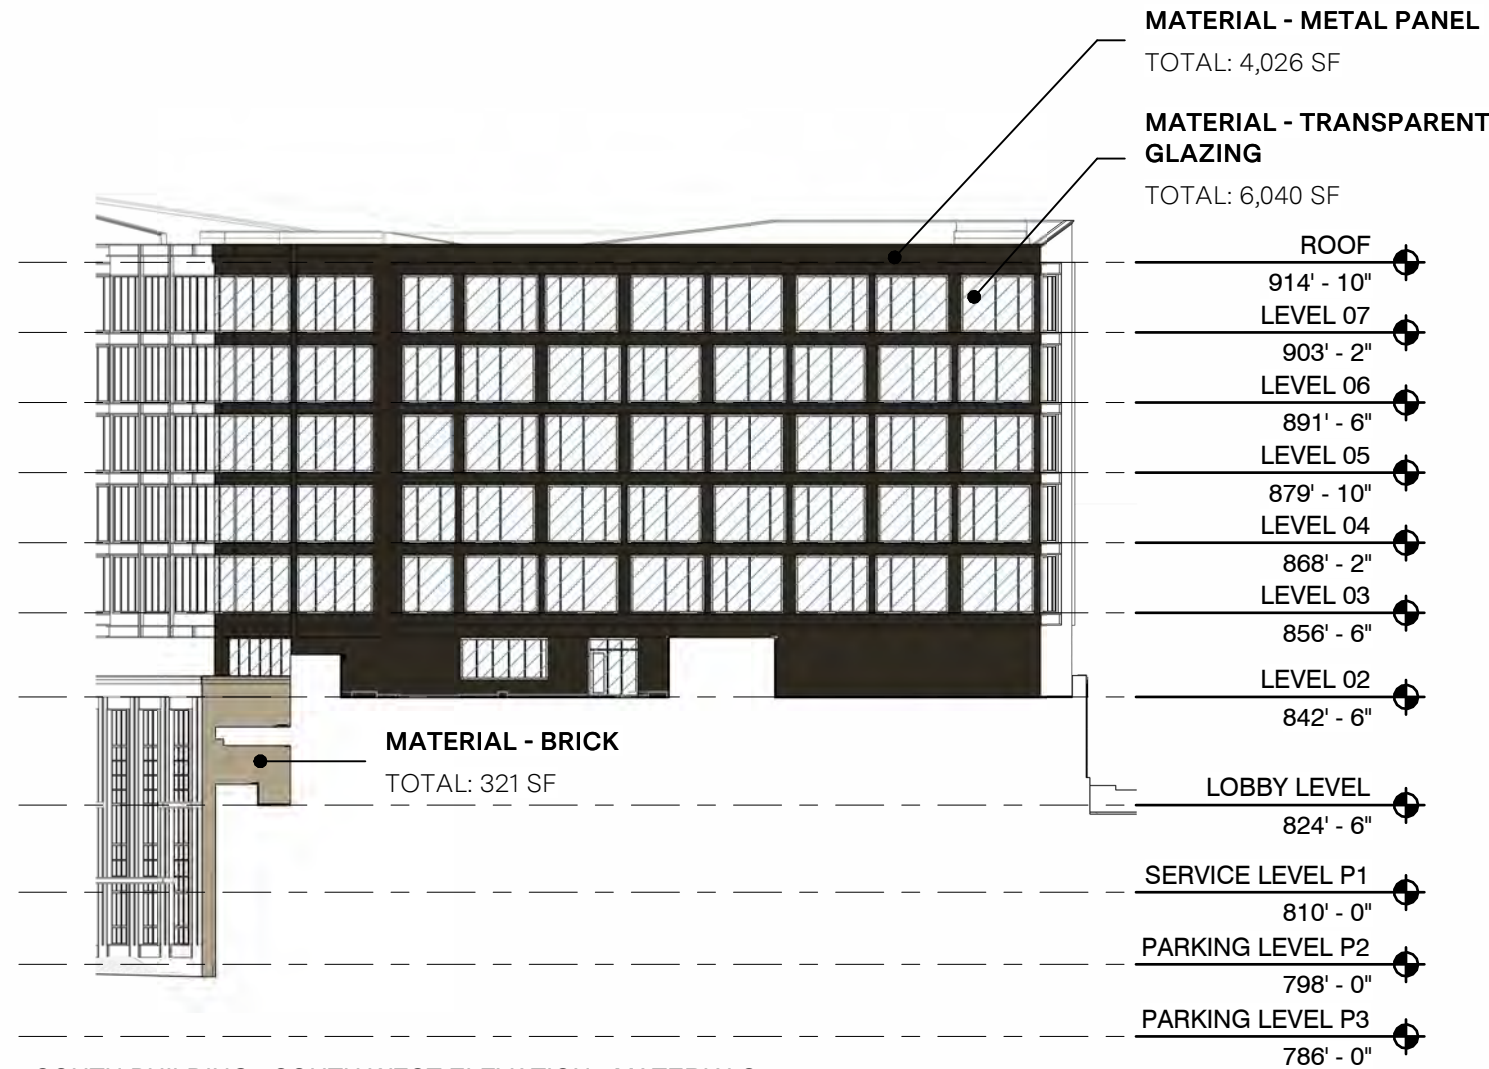 MATERIAL - METAL PANEL
TOTAL: 4,026 SF
MATERIAL - TRANSPARENT
GLAZING
TOTAL: 6,040 SF
ROOF
914' - 10"
LEVEL 07
903' - 2"
LEVEL 06
891' - 6"
LEVEL 05
879' - 10"
LEVEL 04
868' - 2"
LEVEL 03
856' - 6"
LEVEL 02
842' - 6"
MATERIAL - BRICK
TOTAL: 321 SF
LOBBY LEVEL
824' - 6"
SERVICE LEVEL P1
810' - 0"
PARKING LEVEL P2
798' - 0"
PARKING LEVEL P3
786' - 0"